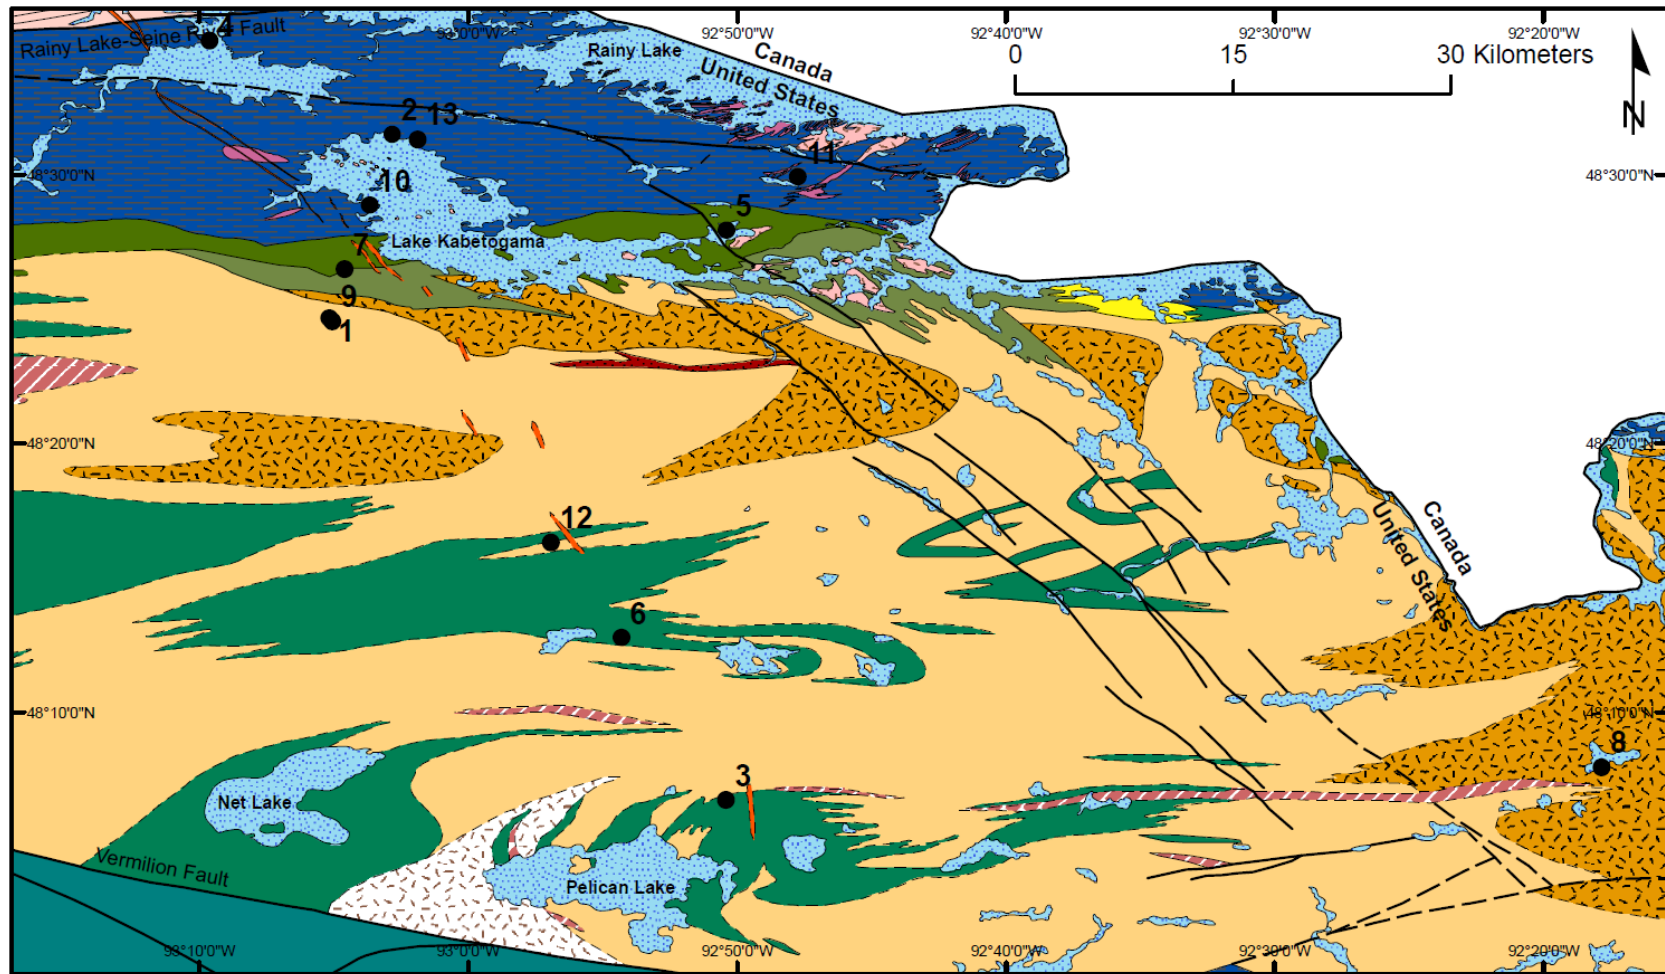 93°0'0"W
92°50'0"W
92°40'0"W
92°30'0"W
92°20'0"W
4
Rainy Lake-Seine River Fault
Rainy Lake
Canada
United States
0 15 30 Kilometers
N
2
13
11
48°30'0"N
48°30'0"N
10
5
Lake Kabetogama
7
9
1
48°20'0"N
48°20'0"N
12
Canada
United States
6
48°10'0"N
48°10'0"N
8
3
Net Lake
Vermilion Fault
Pelican Lake
93°10'0"W
93°0'0"W
92°50'0"W
92°40'0"W
92°30'0"W
92°20'0"W